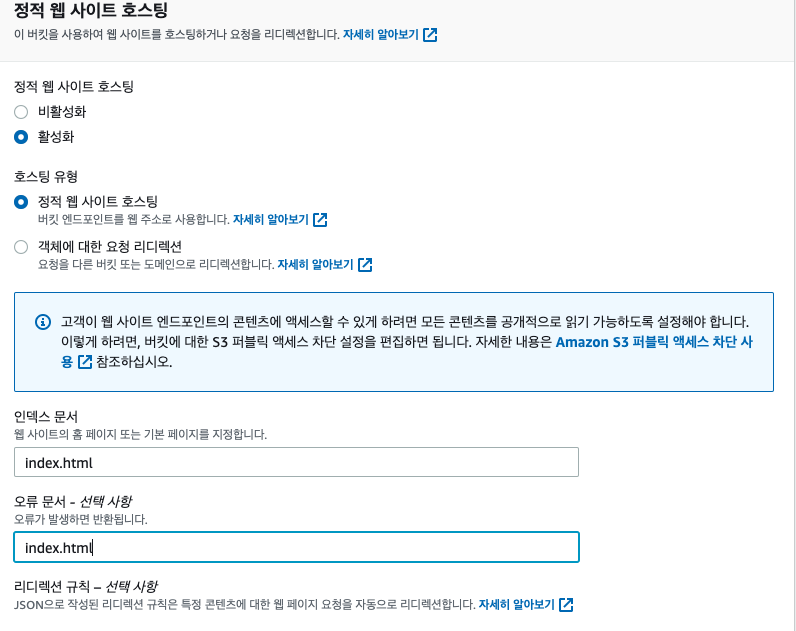 정적 웹 사이트 호스팅
이 버킷을 사용하여 웹 사이트를 호스팅하거나 요청을 리디렉션합니다. 자세히 알아보기
정적 웹 사이트 호스팅
비활성화
활성화
호스팅 유형
정적 웹 사이트 호스팅
버킷 엔드포인트를 웹 주소로 사용합니다. 자세히 알아보기
객체에 대한 요청 리디렉션
요청을 다른 버킷 또는 도메인으로 리디렉션합니다. 자세히 알아보기
고객이 웹 사이트 엔드포인트의 콘텐츠에 액세스할 수 있게 하려면 모든 콘텐츠를 공개적으로 읽기 가능하도록 설정해야 합니다.
이렇게 하려면, 버킷에 대한 S3 퍼블릭 액세스 차단 설정을 편집하면 됩니다. 자세한 내용은 Amazon S3 퍼블릭 액세스 차단 사
용 참조하십시오.
인덱스 문서
웹 사이트의 홈 페이지 또는 기본 페이지를 지정합니다.
index.html
오류 문서 - 선택 사항
오류가 발생하면 반환됩니다.
index.html
리디렉션 규칙 – 선택 사항
JSON으로 작성된 리디렉션 규칙은 특정 콘텐츠에 대한 웹 페이지 요청을 자동으로 리디렉션합니다. 자세히 알아보기